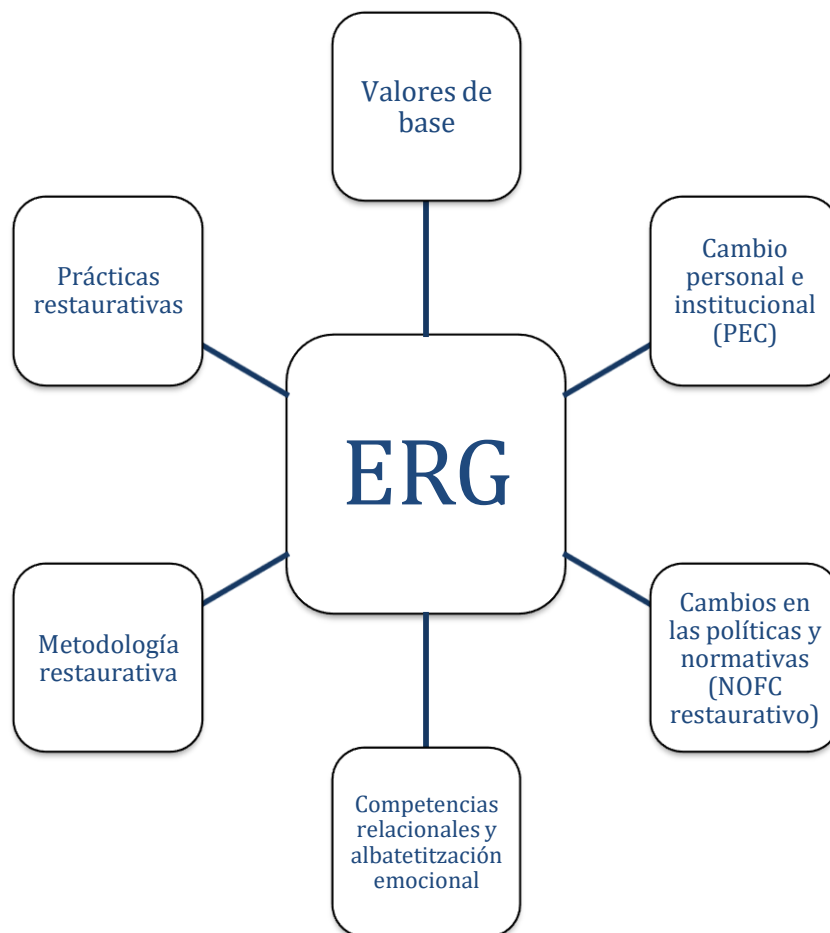 Valores de
base
Prácticas
restaurativas
Cambio
personal e
institucional
(PEC)
ERG
Metodología
restaurativa
Cambios en
las políticas y
normativas
(NOFC
restaurativo)
Competencias
relacionales y
albatetitzación
emocional